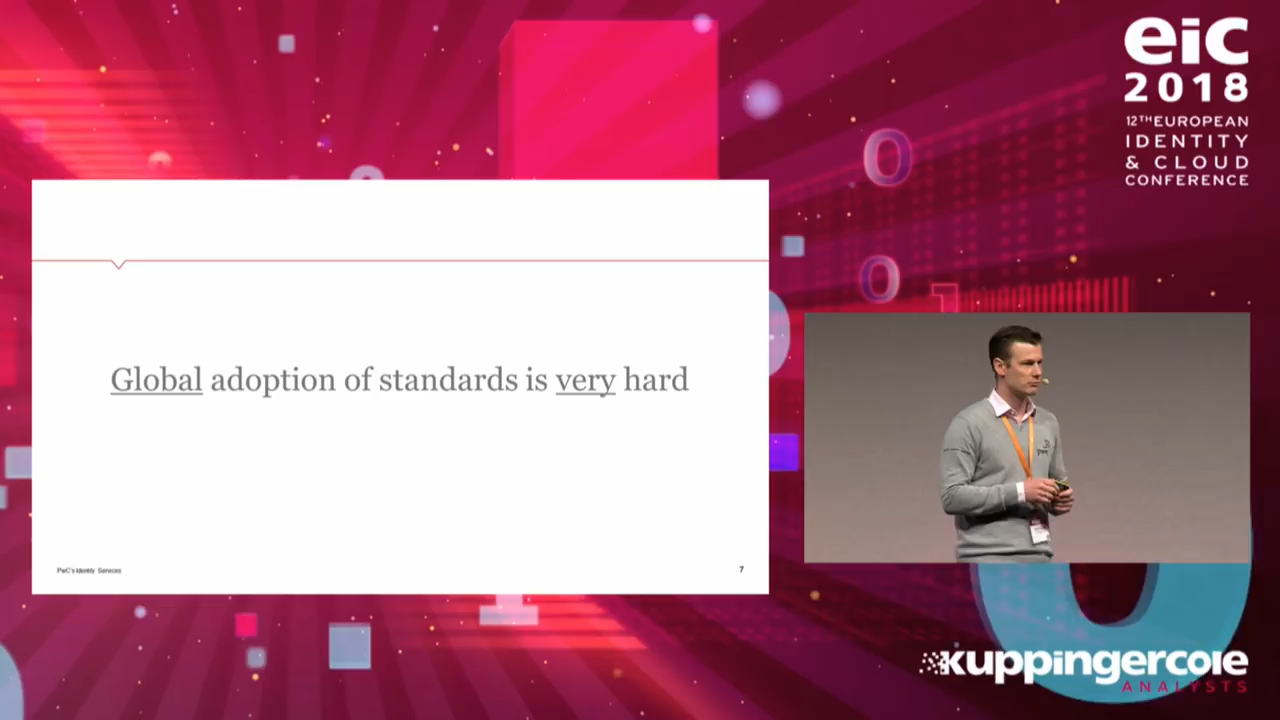 eic
2018
12TH EUROPEAN
IDENTITY
& CLOUD
CONFERENCE
Global adoption of standards is very hard
PwC's Identity Services
7
pwc
kuppingercole
ANALYSTS